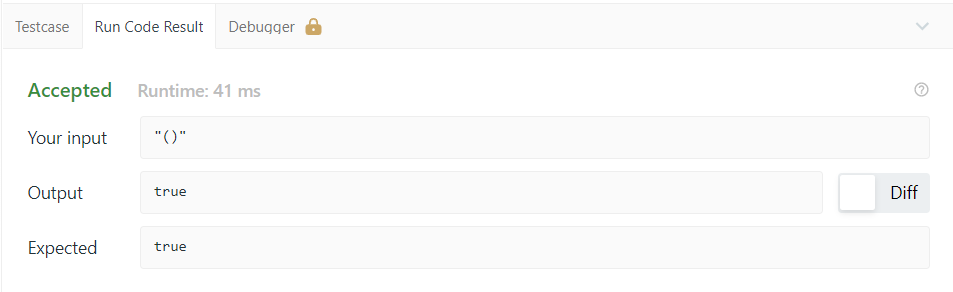 Testcase Run Code Result Debugger
Accepted Runtime: 41 ms
Your input "()"
Output true Diff
Expected true